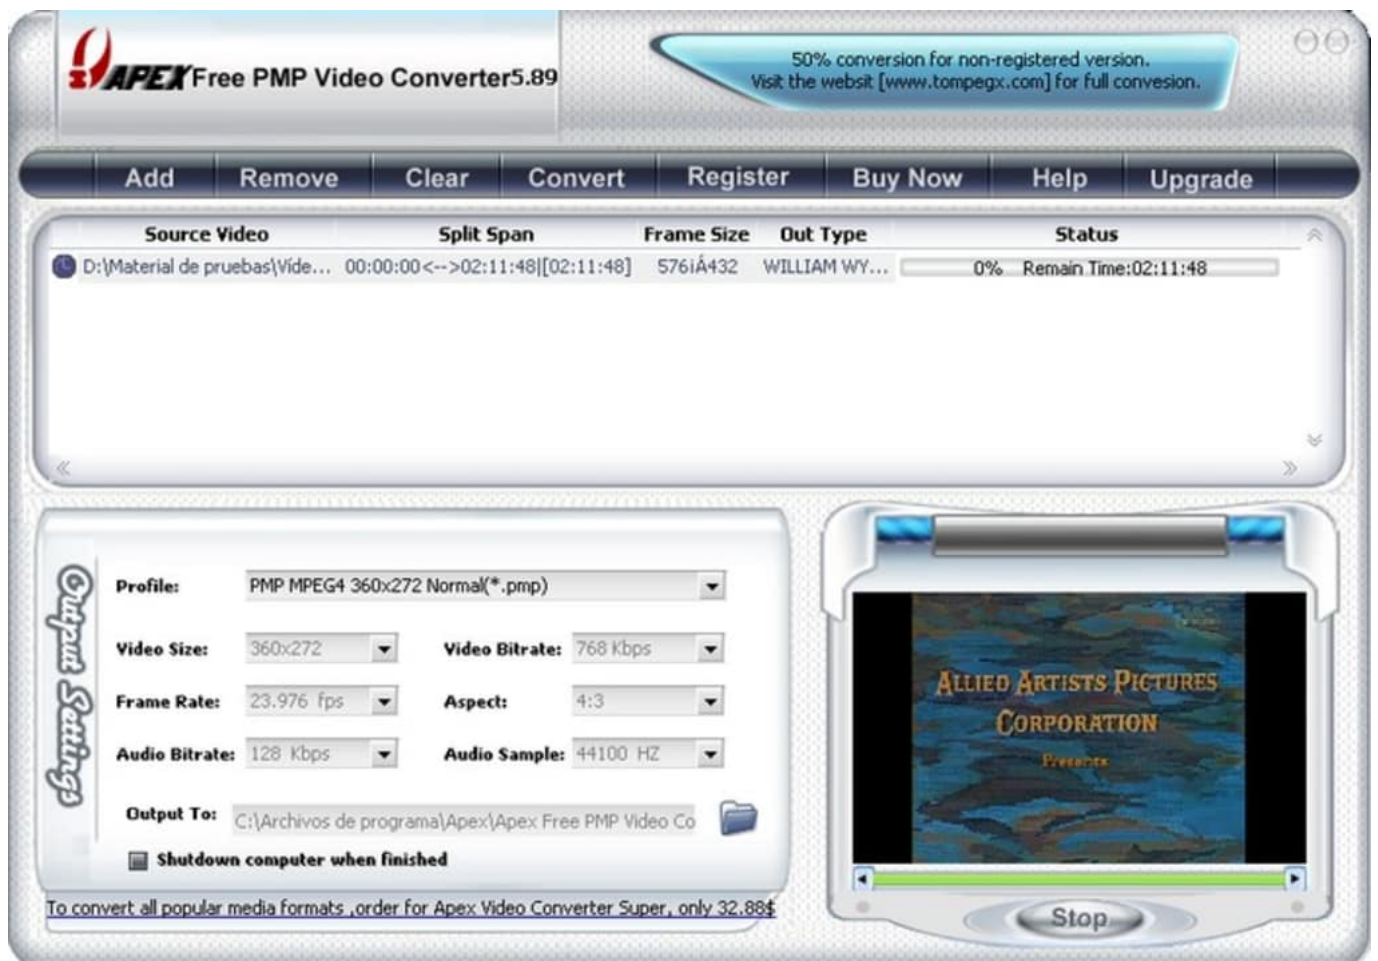 APEX Free PMP Video Converter5.89
50% conversion for non-registered version.
Visit the websit [www.tompegx.com] for full convesion.
Add Remove Clear Convert Register Buy Now Help Upgrade
Source Video Split Span Frame Size Out Type Status
D:\Material de pruebas\Víde... 00:00:00<-->02:11:48|[02:11:48] 576¡Á432 WILLIAM WY... 0% Remain Time:02:11:48
Output Settings
Profile: PMP MPEG4 360x272 Normal(*.pmp)
Video Size: 360x272 Video Bitrate: 768 Kbps
Frame Rate: 23.976 fps Aspect: 4:3
Audio Bitrate: 128 Kbps Audio Sample: 44100 HZ
Output To: C:\Archivos de programa\Apex\Apex Free PMP Video Co
Shutdown computer when finished
To convert all popular media formats ,order for Apex Video Converter Super, only 32.88$
ALLIED ARTISTS PICTURES
CORPORATION
Presents
Stop